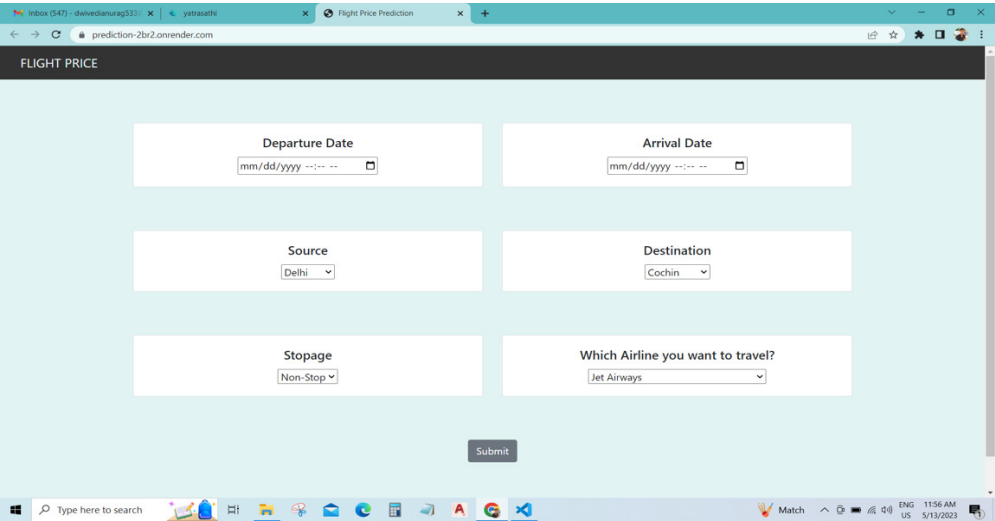 Inbox (547) - dwivedianurag333
yatrasathi
Flight Price Prediction
prediction-2br2.onrender.com
FLIGHT PRICE
Departure Date
mm/dd/yyyy --:-- --
Arrival Date
mm/dd/yyyy --:-- --
Source
Delhi
Destination
Cochin
Stopage
Non-Stop
Which Airline you want to travel?
Jet Airways
Submit
Type here to search
Match
ENG
US
11:56 AM
5/13/2023